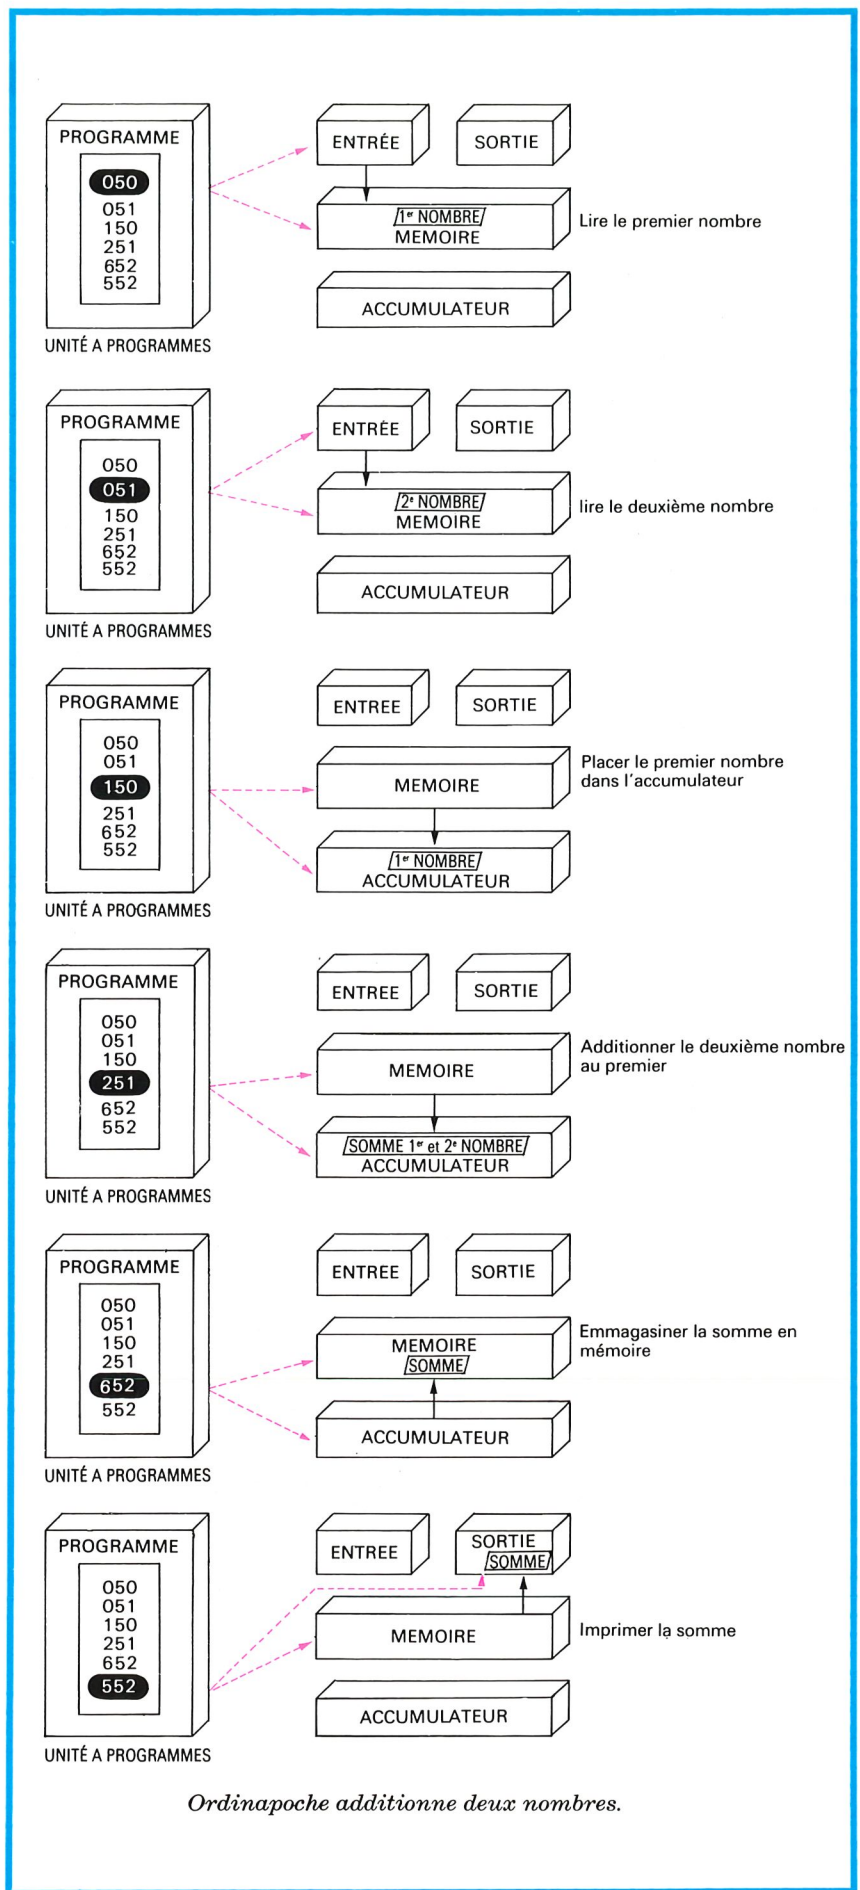 PROGRAMME
050
051
150
251
652
552
UNITÉ A PROGRAMMES
ENTRÉE
SORTIE
1er NOMBRE
MEMOIRE
ACCUMULATEUR
Lire le premier nombre
PROGRAMME
050
051
150
251
652
552
UNITÉ A PROGRAMMES
ENTRÉE
SORTIE
2e NOMBRE
MEMOIRE
ACCUMULATEUR
lire le deuxième nombre
PROGRAMME
050
051
150
251
652
552
UNITÉ A PROGRAMMES
ENTREE
SORTIE
MEMOIRE
1er NOMBRE
ACCUMULATEUR
Placer le premier nombre
dans l'accumulateur
PROGRAMME
050
051
150
251
652
552
UNITÉ A PROGRAMMES
ENTREE
SORTIE
MEMOIRE
SOMME 1er et 2e NOMBRE
ACCUMULATEUR
Additionner le deuxième nombre
au premier
PROGRAMME
050
051
150
251
652
552
UNITÉ A PROGRAMMES
ENTREE
SORTIE
MEMOIRE
SOMME
ACCUMULATEUR
Emmagasiner la somme en
mémoire
PROGRAMME
050
051
150
251
652
552
UNITÉ A PROGRAMMES
ENTREE
SORTIE
SOMME
MEMOIRE
ACCUMULATEUR
Imprimer la somme
Ordinapoche additionne deux nombres.